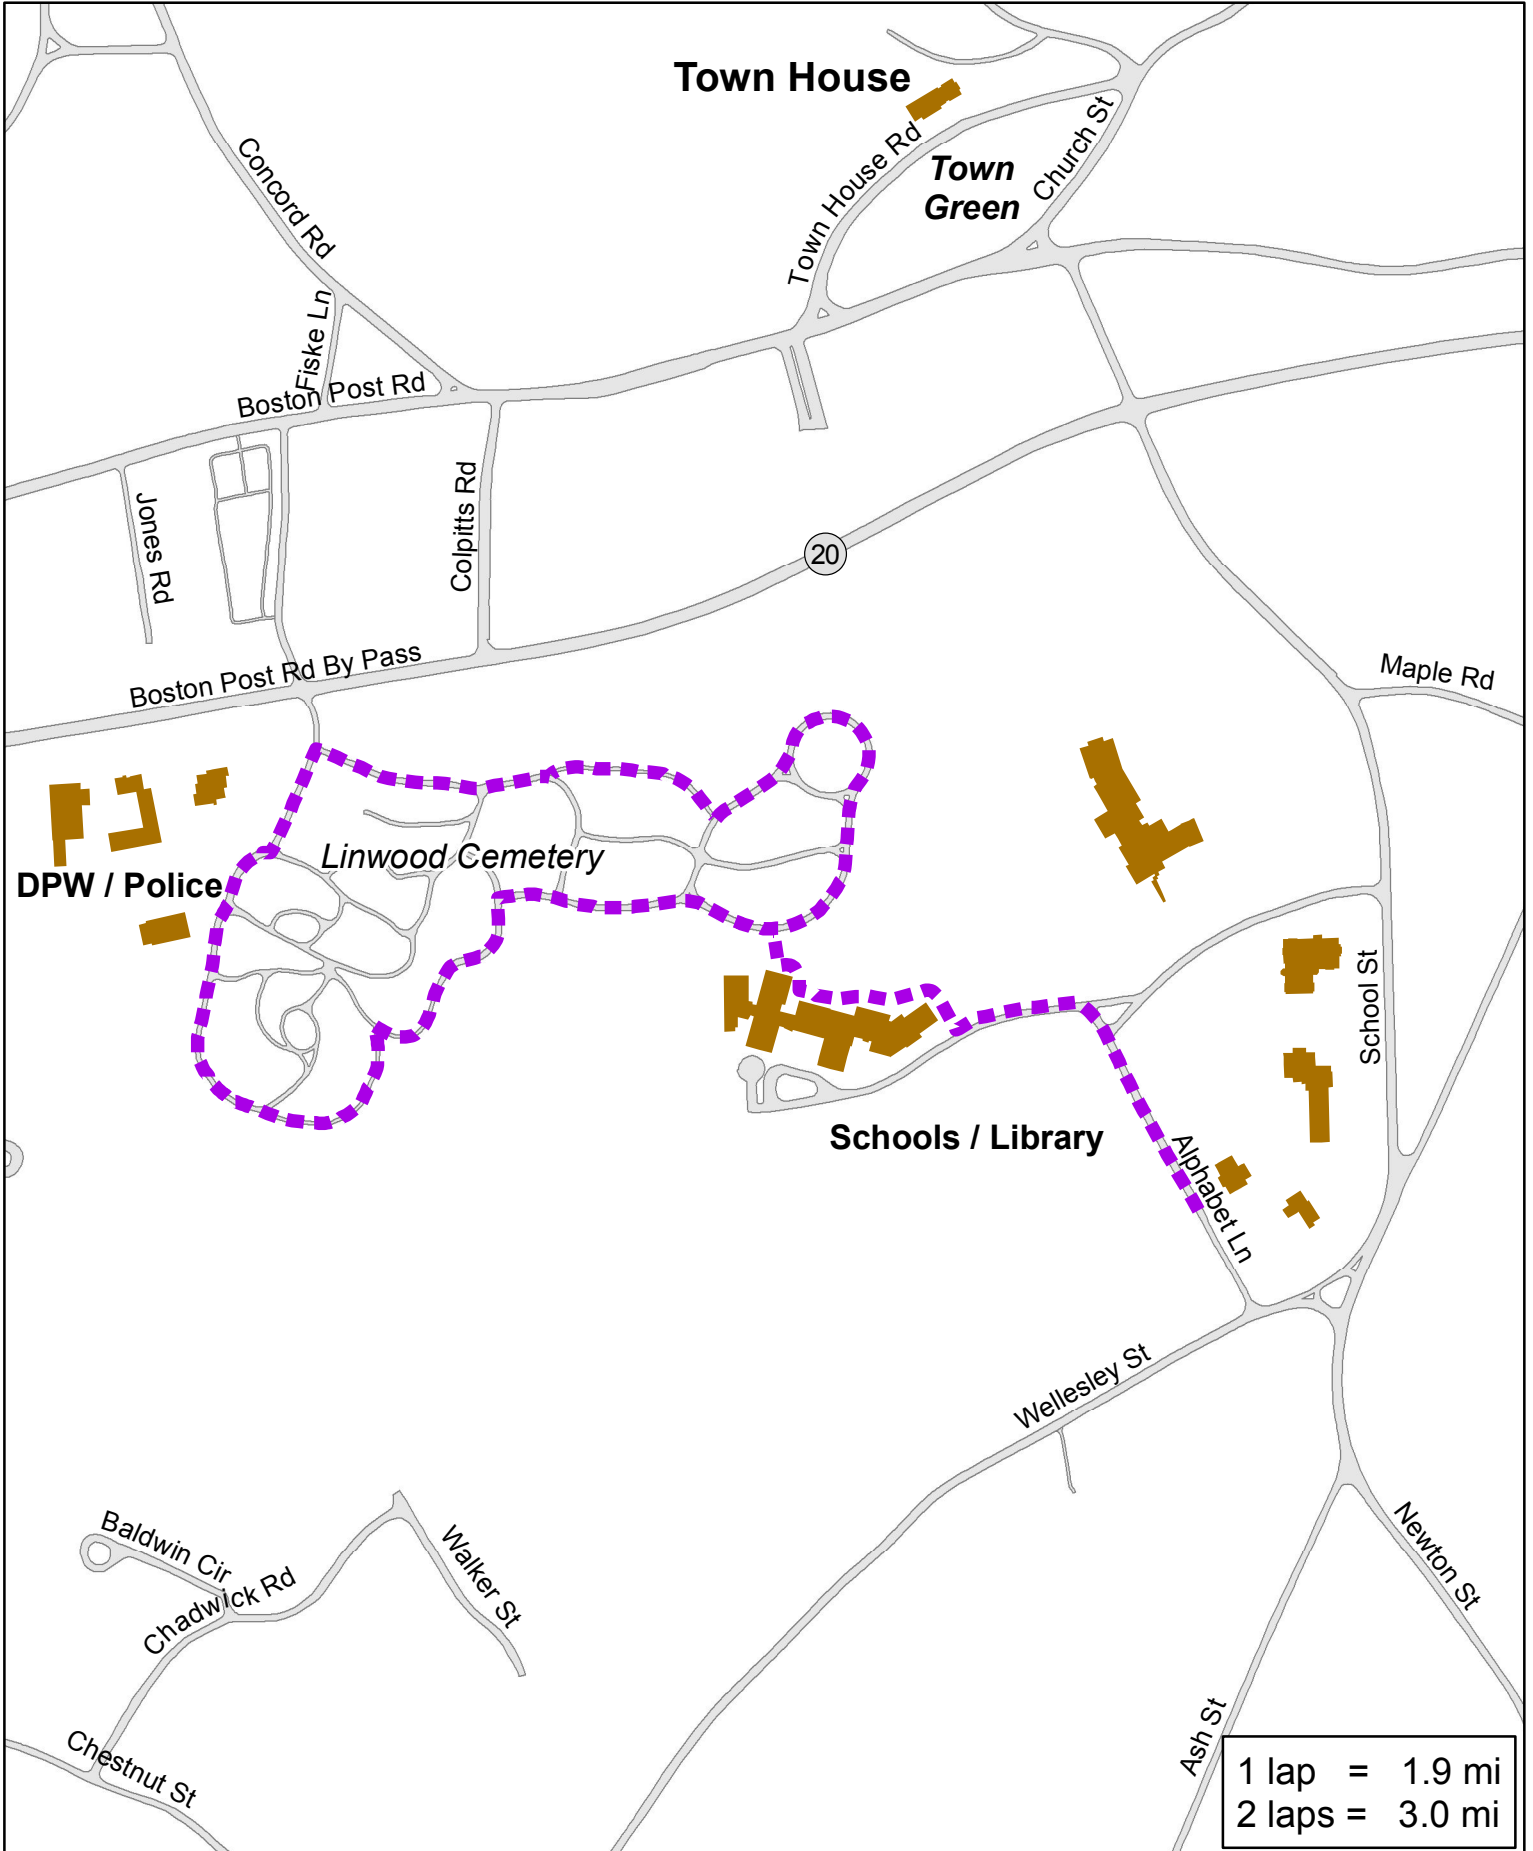 Town House
Town House Rd
Town
Green
Church St
Concord Rd
Fiske Ln
Boston Post Rd
Jones Rd
Colpitts Rd
20
Boston Post Rd By Pass
Maple Rd
Linwood Cemetery
DPW / Police
School St
Schools / Library
Alphabet Ln
Wellesley St
Baldwin Cir
Chadwick Rd
Walker St
Newton St
Ash St
Chestnut St
1 lap = 1.9 mi
2 laps = 3.0 mi